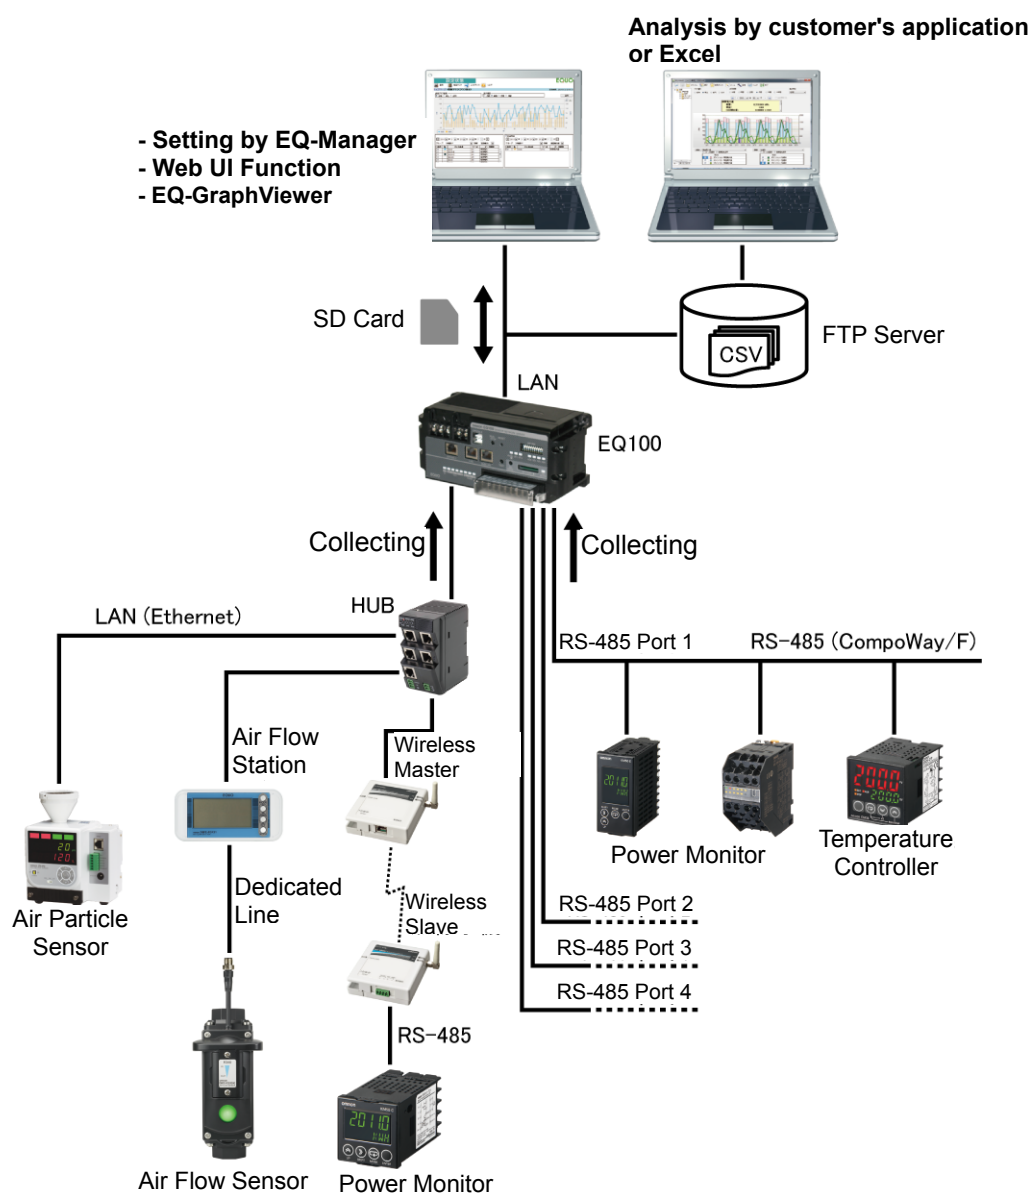 Analysis by customer's application
or Excel
- Setting by EQ-Manager
- Web UI Function
- EQ-GraphViewer
SD Card
CSV
FTP Server
LAN
EQ100
Collecting
Collecting
HUB
LAN (Ethernet)
RS-485 Port 1
RS-485 (CompoWay/F)
Air Flow
Station
Wireless
Master
Power Monitor
Temperature
Controller
Air Particle
Sensor
Dedicated
Line
Wireless
Slave
RS-485 Port 2
RS-485 Port 3
RS-485 Port 4
RS-485
Air Flow Sensor
Power Monitor